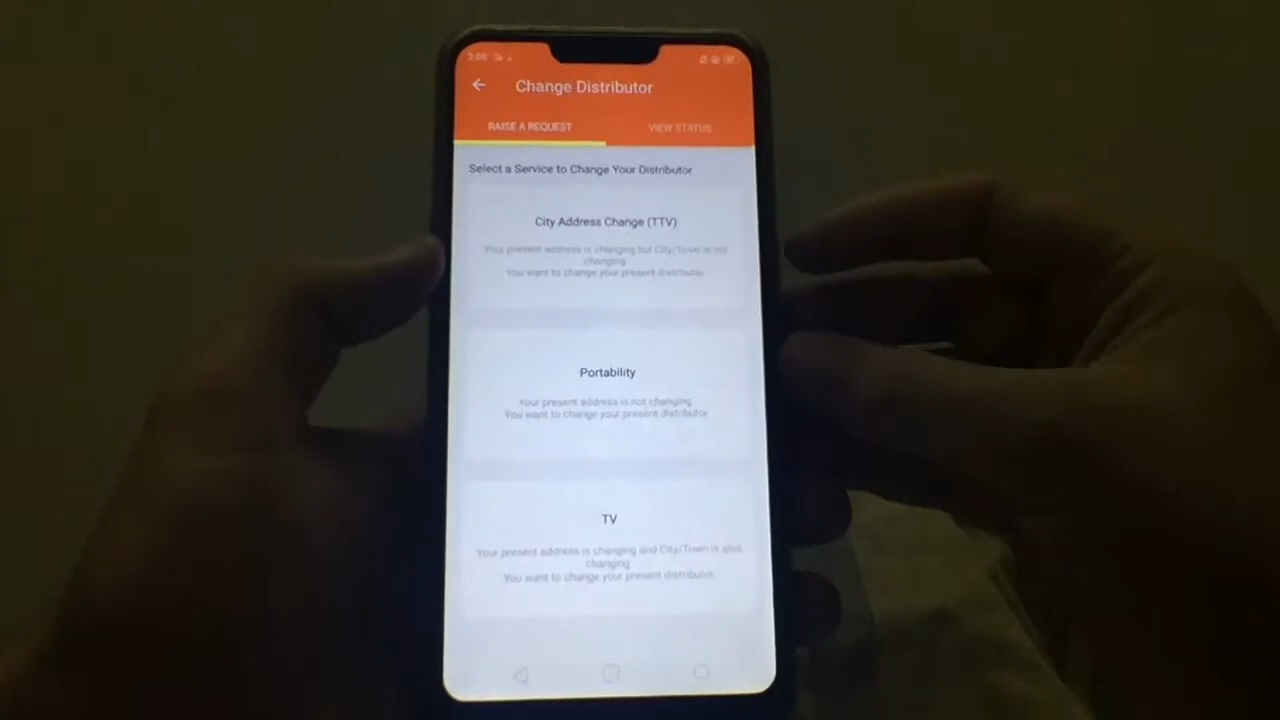 3:08
Change Distributor
RAISE A REQUEST
VIEW STATUS
Select a Service to Change Your Distributor
City Address Change (TTV)
Your present address is changing but City/Town is not
changing
You want to change your present distributor
Portability
Your present address is not changing
You want to change your present distributor
TV
Your present address is changing and City/Town is also
changing
You want to change your present distributor